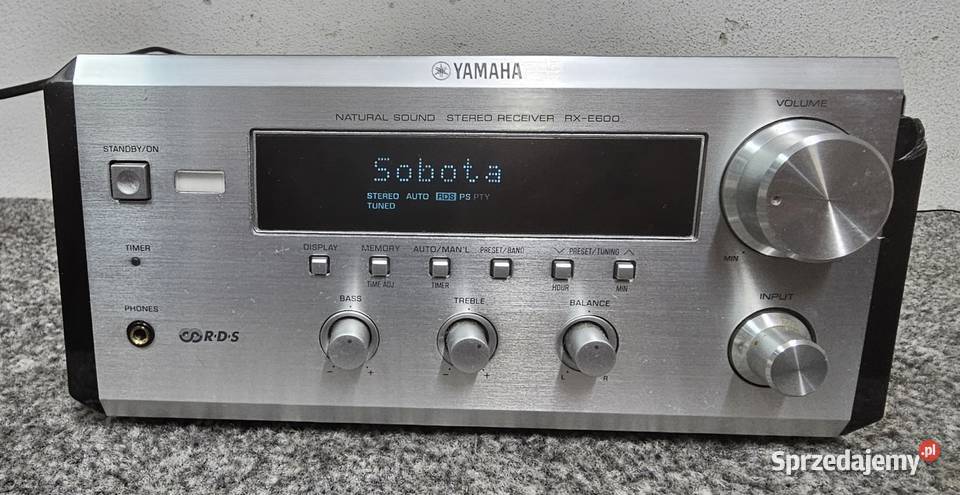 YAMAHA
NATURAL SOUND STEREO RECEIVER RX-E600
VOLUME
STANDBY/ON
Sobota
STEREO AUTO RDS PS PTY
TUNED
TIMER
DISPLAY MEMORY AUTO/MAN'L PRESET/BAND PRESET/TUNING
TIME ADJ TIMER HOUR MIN
MIN
PHONES
R·D·S
BASS TREBLE BALANCE
INPUT
- + - + L R
Sprzedajemy.pl